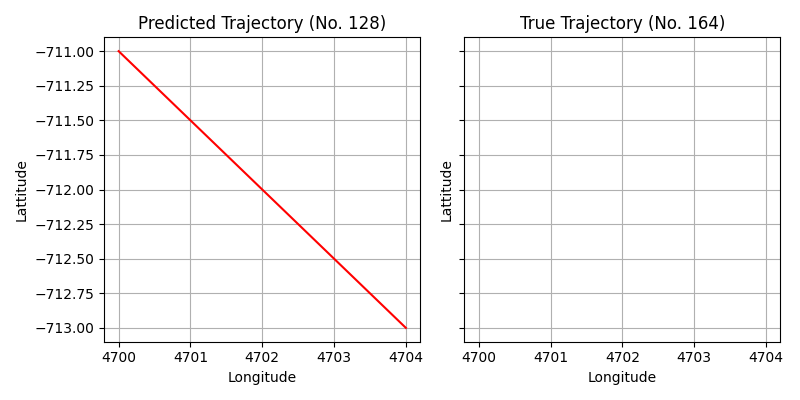 Predicted Trajectory (No. 128)
True Trajectory (No. 164)
−711.00
−711.25
−711.50
−711.75
−712.00
−712.25
−712.50
−712.75
−713.00
Lattitude
Lattitude
4700 4701 4702 4703 4704
4700 4701 4702 4703 4704
Longitude
Longitude